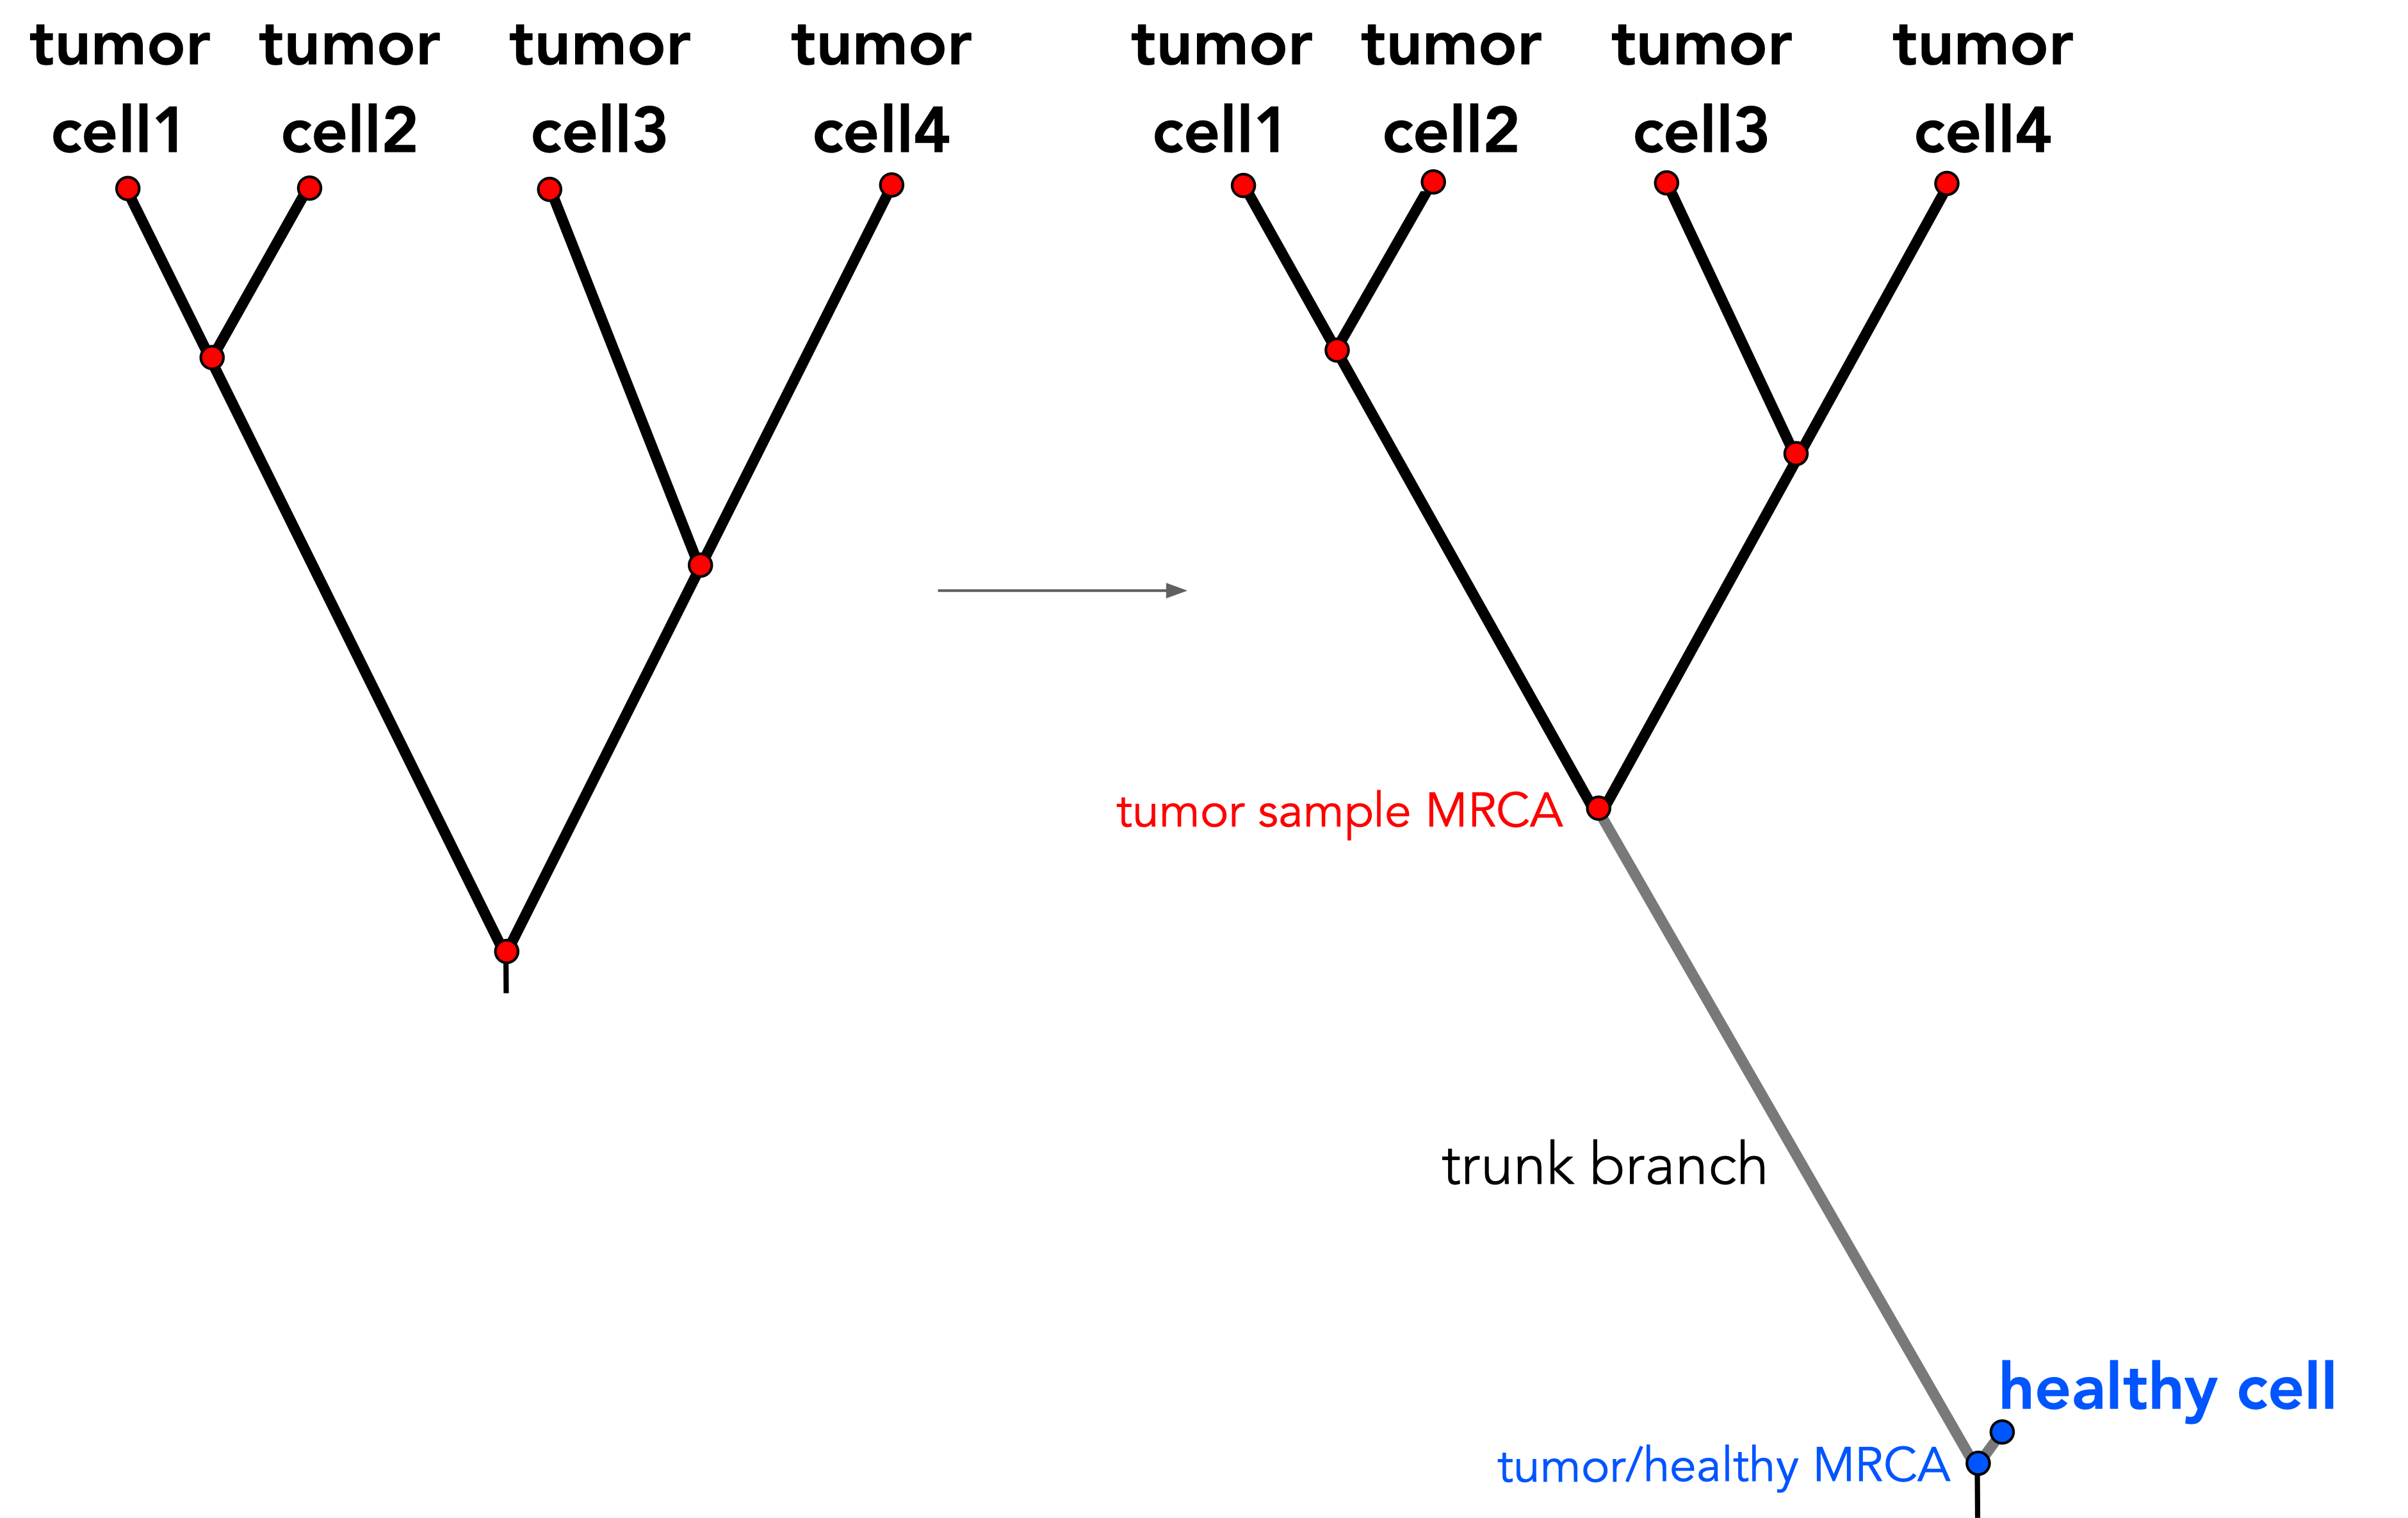 tumor tumor tumor tumor tumor tumor tumor tumor
cell1 cell2 cell3 cell4 cell1 cell2 cell3 cell4
tumor sample MRCA
trunk branch
healthy cell
tumor/healthy MRCA